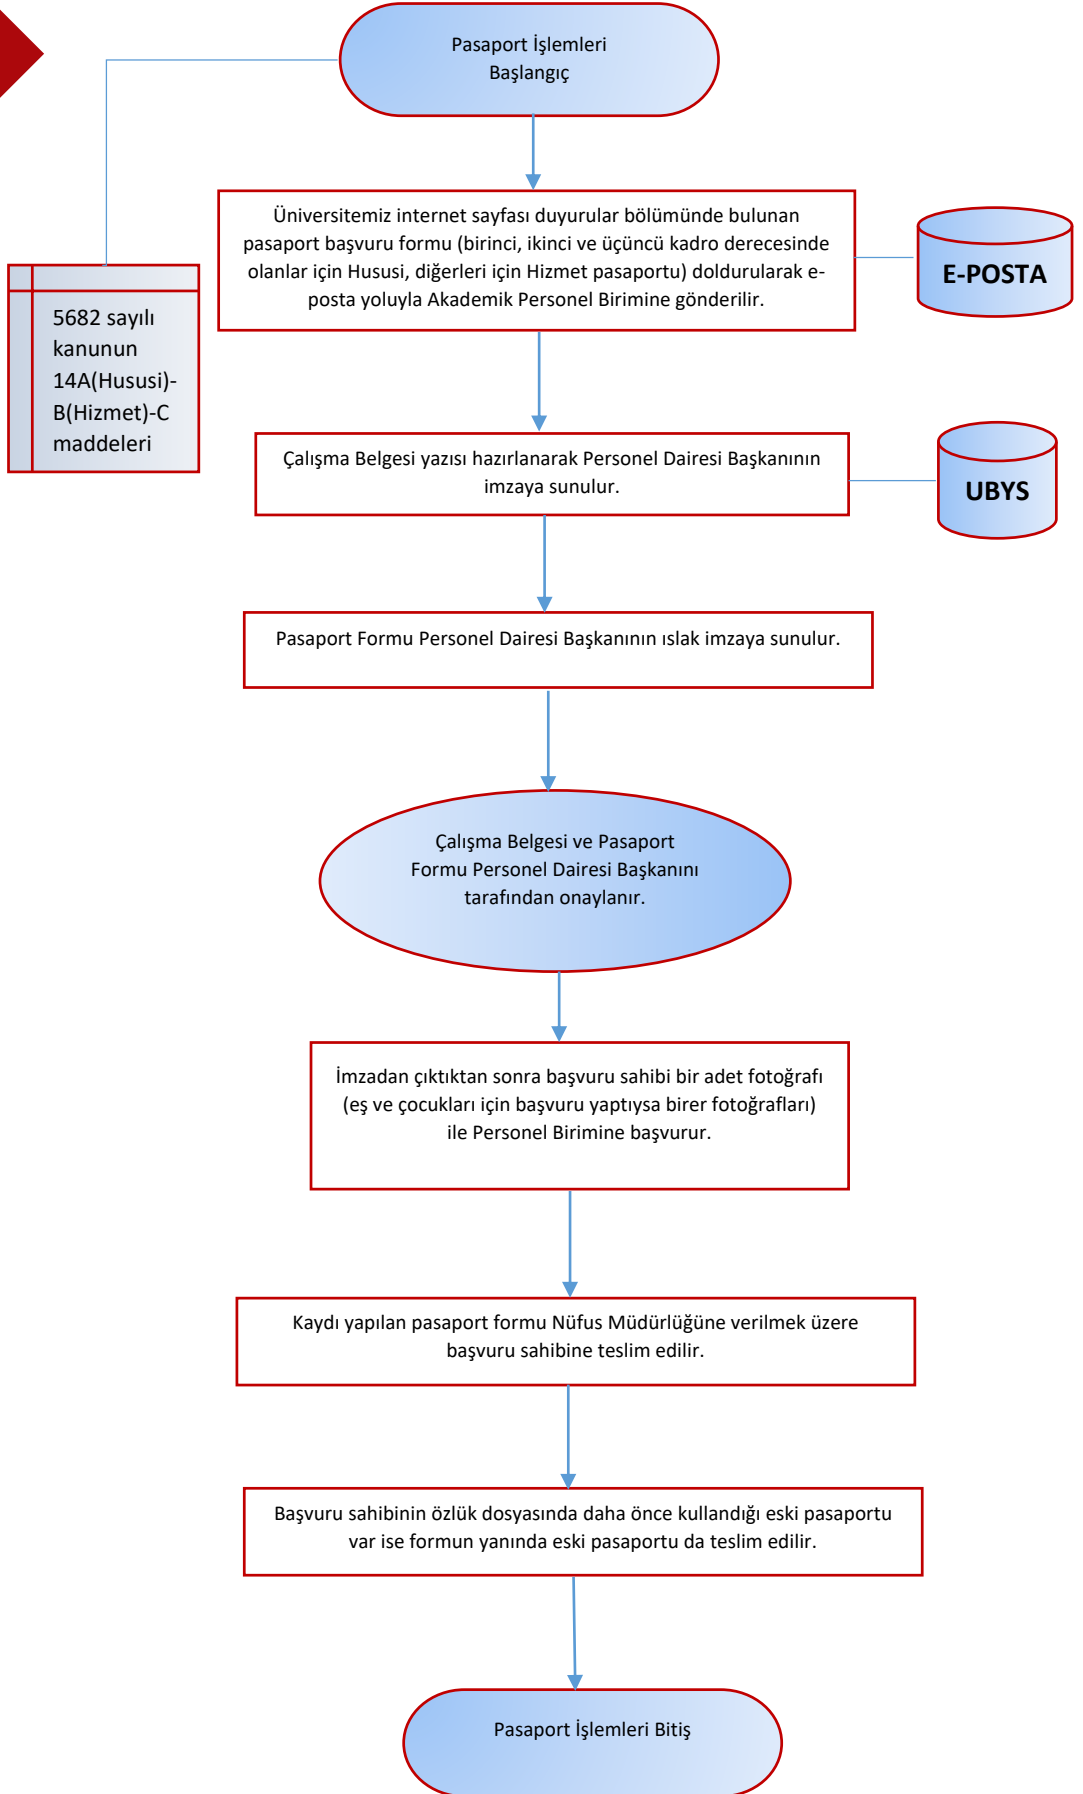 Pasaport İşlemleri
Başlangıç
Üniversitemiz internet sayfası duyurular bölümünde bulunan
pasaport başvuru formu (birinci, ikinci ve üçüncü kadro derecesinde
olanlar için Hususi, diğerleri için Hizmet pasaportu) doldurularak e-
posta yoluyla Akademik Personel Birimine gönderilir.
E-POSTA
5682 sayılı
kanunun
14A(Hususi)-
B(Hizmet)-C
maddeleri
Çalışma Belgesi yazısı hazırlanarak Personel Dairesi Başkanının
imzaya sunulur.
UBYS
Pasaport Formu Personel Dairesi Başkanının ıslak imzaya sunulur.
Çalışma Belgesi ve Pasaport
Formu Personel Dairesi Başkanını
tarafından onaylanır.
İmzadan çıktıktan sonra başvuru sahibi bir adet fotoğrafı
(eş ve çocukları için başvuru yaptıysa birer fotoğrafları)
ile Personel Birimine başvurur.
Kaydı yapılan pasaport formu Nüfus Müdürlüğüne verilmek üzere
başvuru sahibine teslim edilir.
Başvuru sahibinin özlük dosyasında daha önce kullandığı eski pasaportu
var ise formun yanında eski pasaportu da teslim edilir.
Pasaport İşlemleri Bitiş